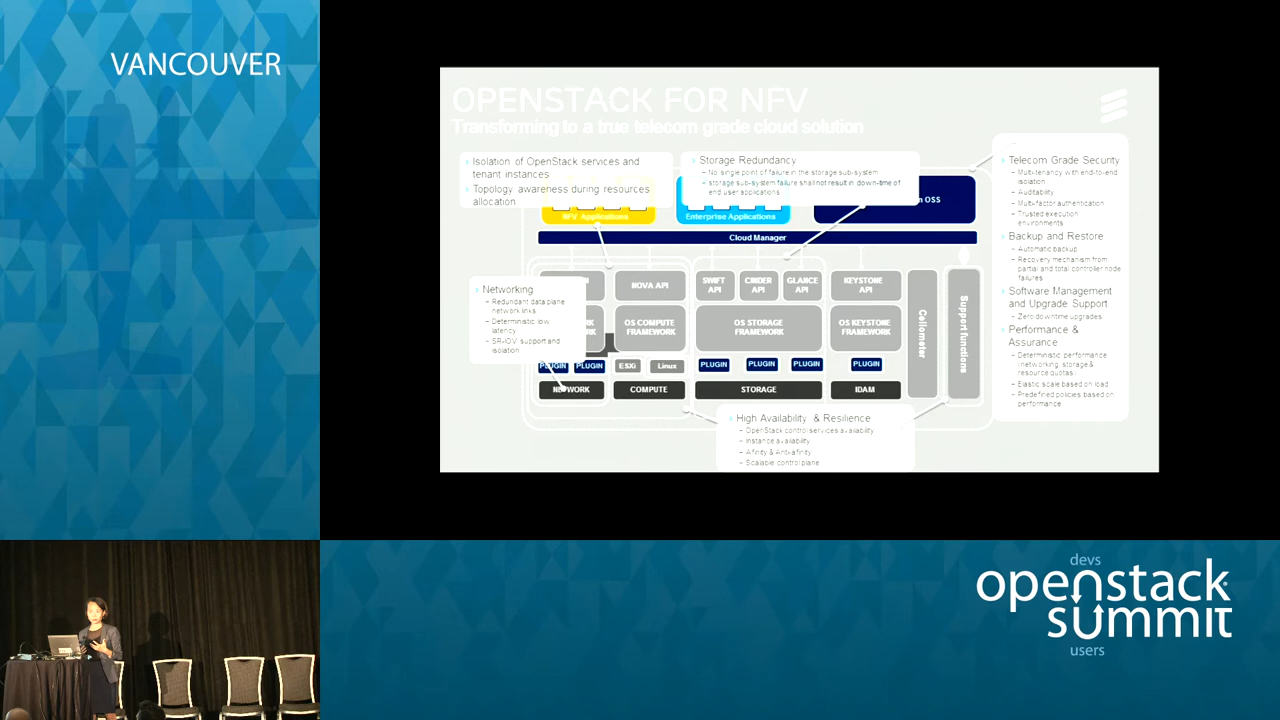 VANCOUVER
OPENSTACK FOR NFV
Transforming to a true telecom grade cloud solution
Isolation of OpenStack services and
tenant instances
Topology awareness during resources
allocation
Storage Redundancy
– No single point of failure in the storage sub-system
– storage sub-system failure shall not result in down-time of
end user applications
Telecom Grade Security
– Multi-tenancy with end-to-end
isolation
– Auditability
– Multi-factor authentication
– Trusted execution
environments
Backup and Restore
– Automatic backup
– Recovery mechanism from
partial and total controller node
failures
Software Management
and Upgrade Support
– Zero downtime upgrades
Performance &
Assurance
– Deterministic performance
(networking, storage &
resource quotas)
– Elastic scale based on load
– Predefined policies based on
performance
NFV Applications
Enterprise Applications
OSS
Cloud Manager
Networking
– Redundant data plane
network links
– Deterministic low
latency
– SR-IOV support and
isolation
NOVA API
SWIFT
API
CINDER
API
GLANCE
API
KEYSTONE
API
OS COMPUTE
FRAMEWORK
OS STORAGE
FRAMEWORK
OS KEYSTONE
FRAMEWORK
Ceilometer
Support functions
PLUGIN
PLUGIN
ESXi
Linux
PLUGIN
PLUGIN
PLUGIN
PLUGIN
NETWORK
COMPUTE
STORAGE
IDAM
High Availability & Resilience
– OpenStack control services availability
– Instance availability
– Afinity & Anti-afinity
– Scalable control plane
devs
openstack
summit
users